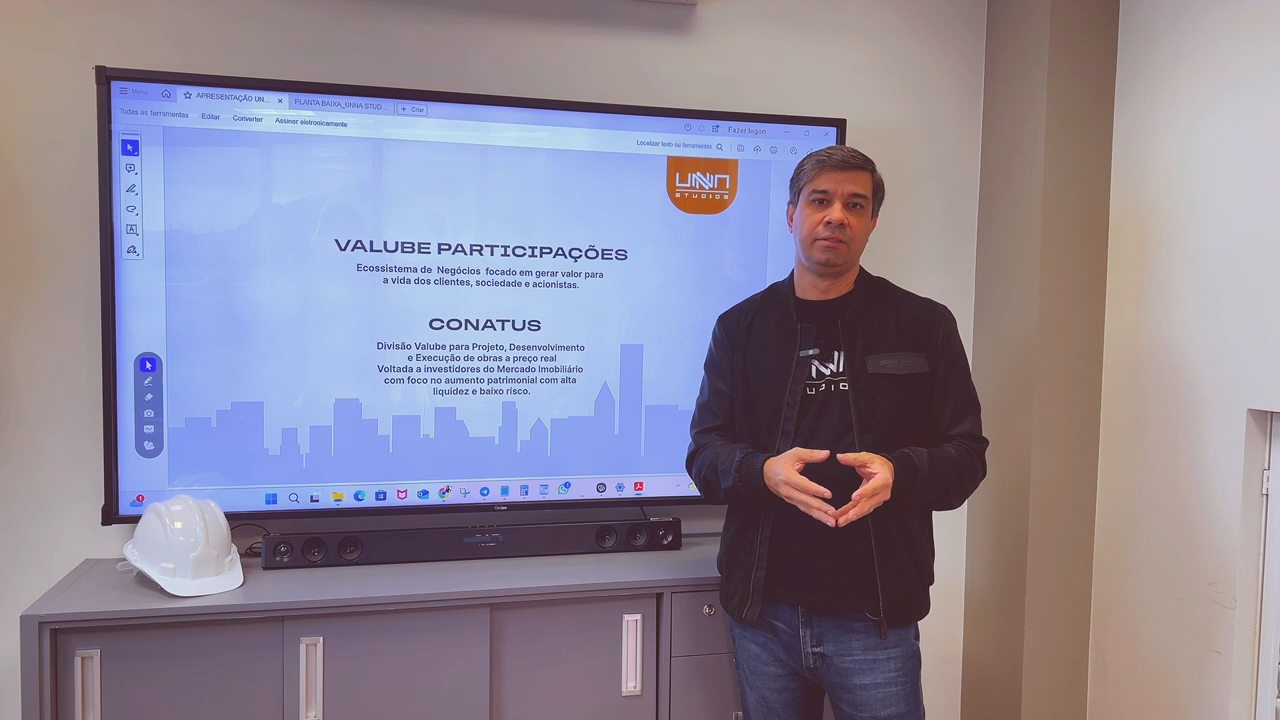 Menu
APRESENTAÇÃO UN...
PLANTA BAIXA_UNNA STUD...
+ Criar
Todas as ferramentas
Editar
Converter
Assinar eletronicamente
Fazer logon
Localizar texto ou ferramentas
UNNA
STUDIOS
VALUBE PARTICIPAÇÕES
Ecossistema de Negócios focado em gerar valor para
a vida dos clientes, sociedade e acionistas.
CONATUS
Divisão Valube para Projeto, Desenvolvimento
e Execução de obras a preço real
Voltada a investidores do Mercado Imobiliário
com foco no aumento patrimonial com alta
liquidez e baixo risco.